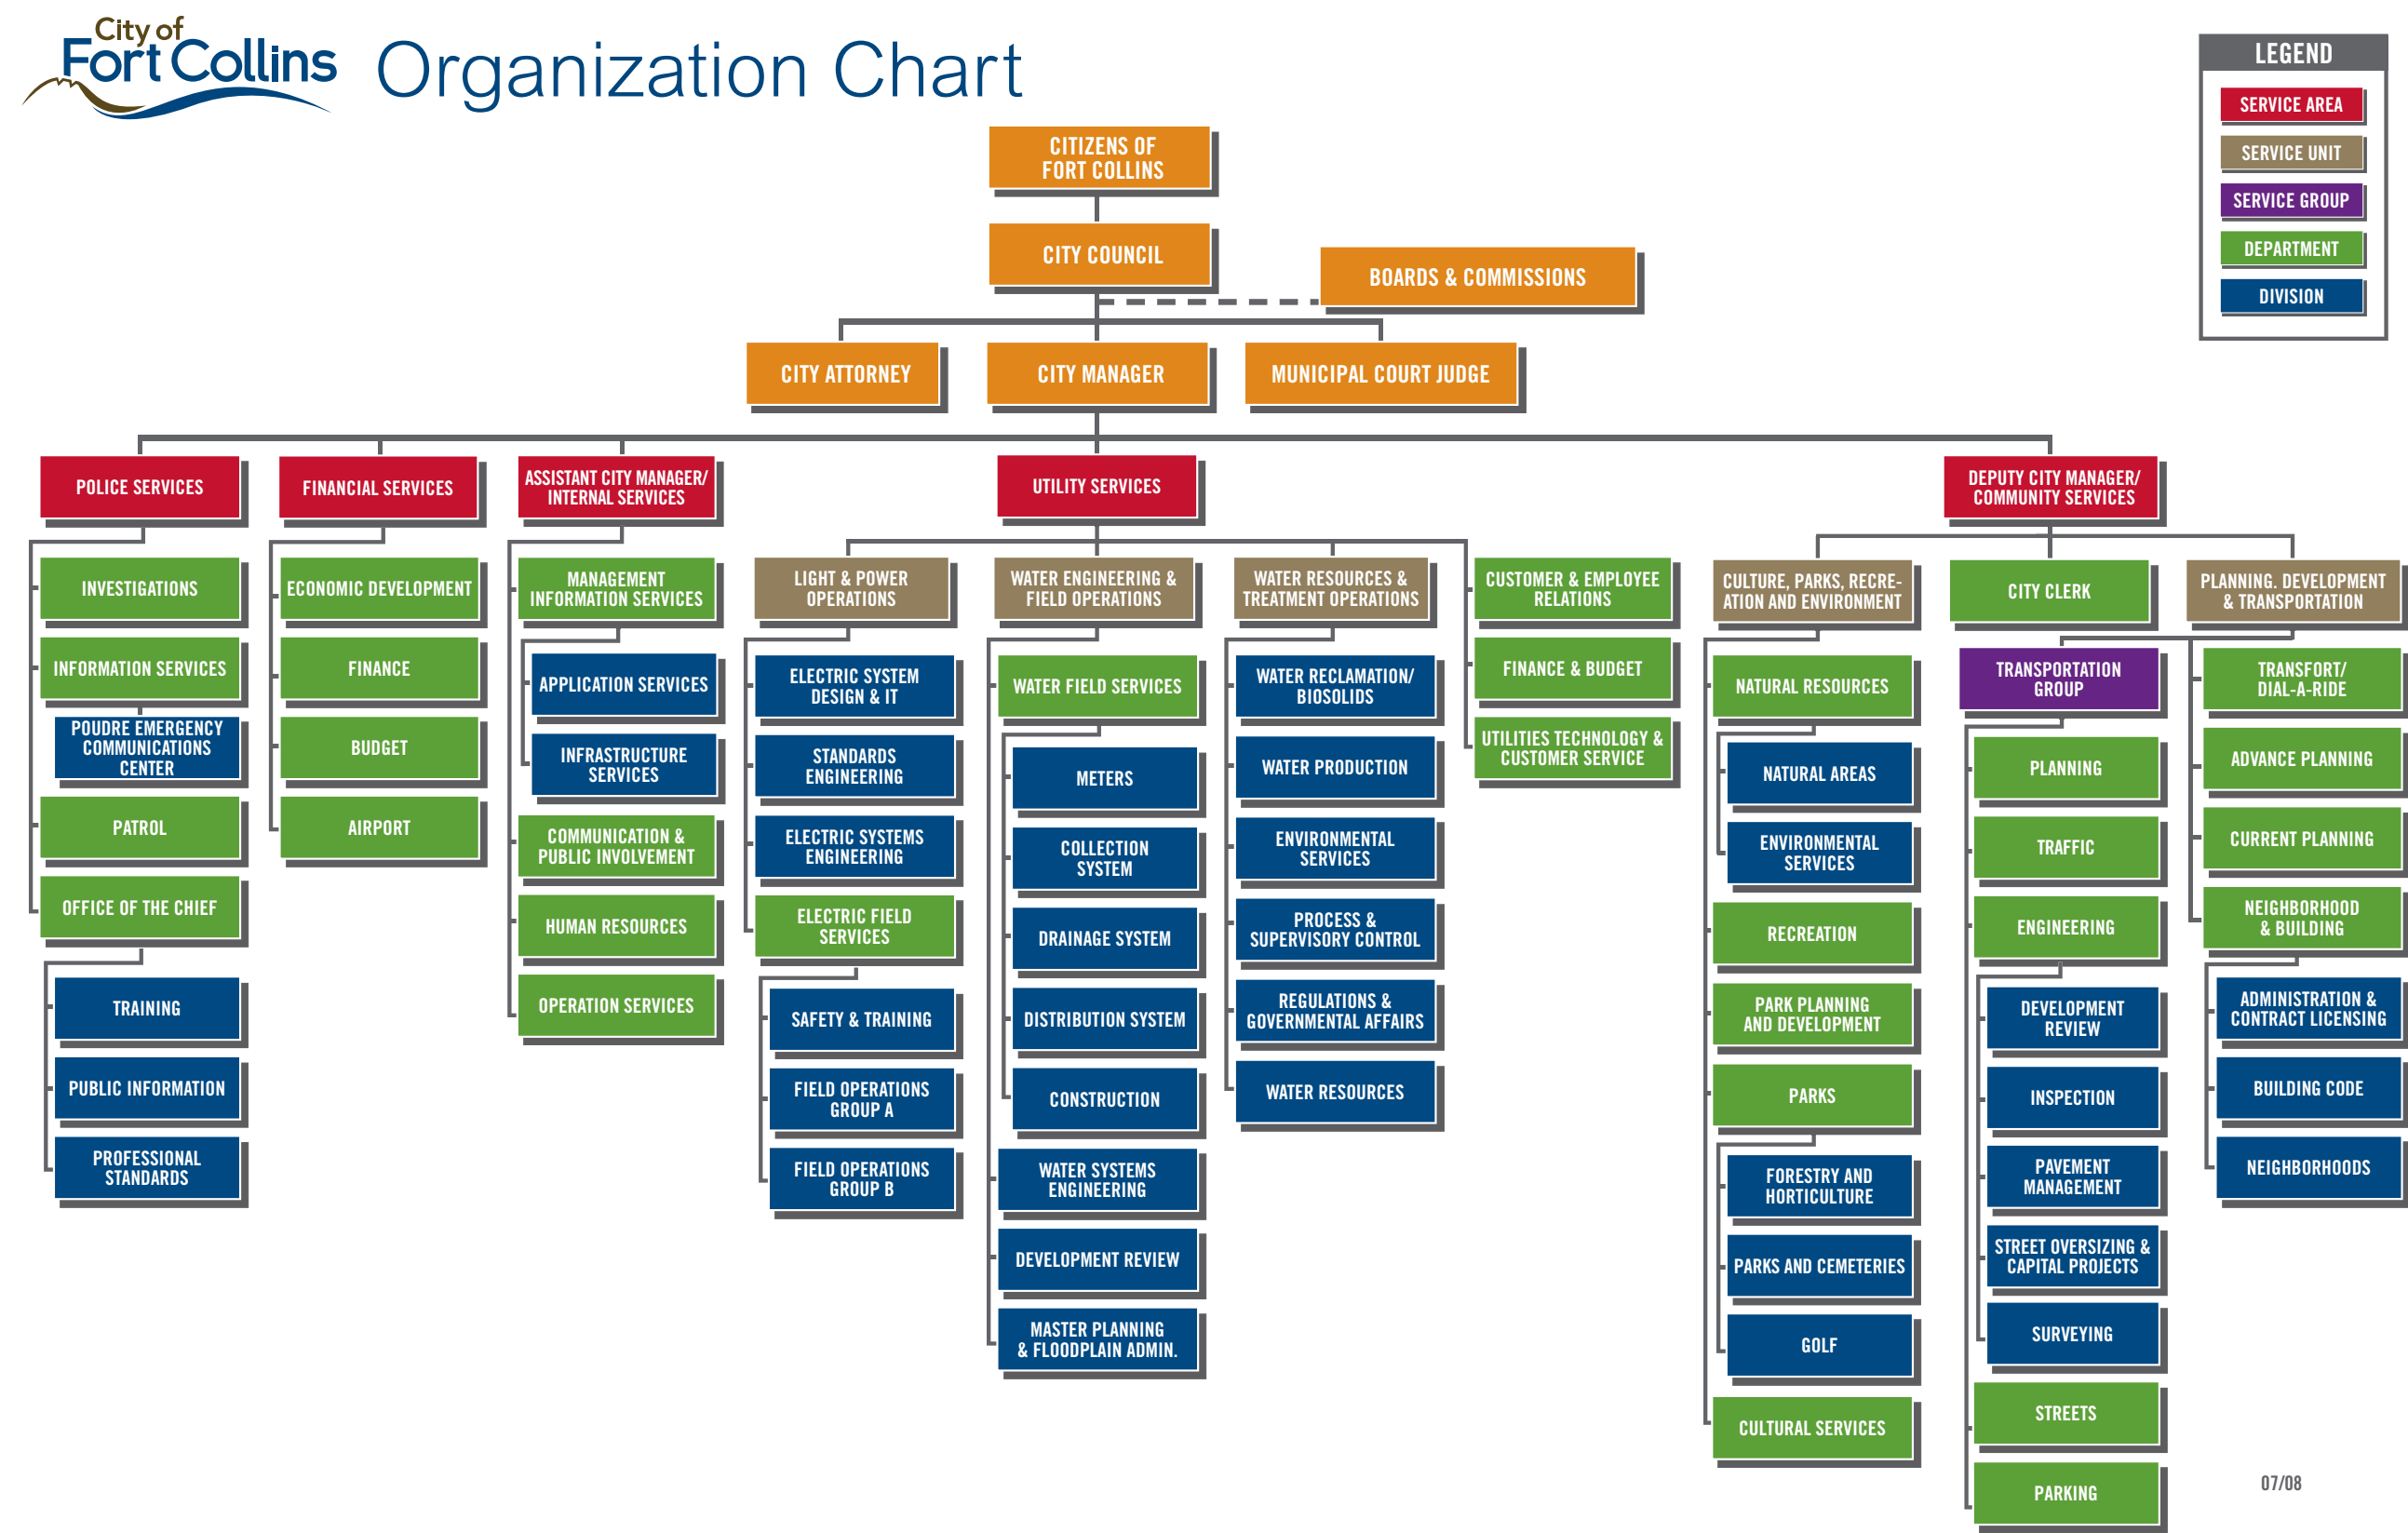 City of
Fort Collins
Organization Chart
LEGEND
SERVICE AREA
SERVICE UNIT
SERVICE GROUP
DEPARTMENT
DIVISION
CITIZENS OF
FORT COLLINS
CITY COUNCIL
BOARDS & COMMISSIONS
CITY ATTORNEY
CITY MANAGER
MUNICIPAL COURT JUDGE
POLICE SERVICES
INVESTIGATIONS
INFORMATION SERVICES
POUDRE EMERGENCY
COMMUNICATIONS
CENTER
PATROL
OFFICE OF THE CHIEF
TRAINING
PUBLIC INFORMATION
PROFESSIONAL
STANDARDS
FINANCIAL SERVICES
ECONOMIC DEVELOPMENT
FINANCE
BUDGET
AIRPORT
ASSISTANT CITY MANAGER/
INTERNAL SERVICES
MANAGEMENT
INFORMATION SERVICES
APPLICATION SERVICES
INFRASTRUCTURE
SERVICES
COMMUNICATION &
PUBLIC INVOLVEMENT
HUMAN RESOURCES
OPERATION SERVICES
UTILITY SERVICES
LIGHT & POWER
OPERATIONS
ELECTRIC SYSTEM
DESIGN & IT
STANDARDS
ENGINEERING
ELECTRIC SYSTEMS
ENGINEERING
ELECTRIC FIELD
SERVICES
SAFETY & TRAINING
FIELD OPERATIONS
GROUP A
FIELD OPERATIONS
GROUP B
WATER ENGINEERING &
FIELD OPERATIONS
WATER FIELD SERVICES
METERS
COLLECTION
SYSTEM
DRAINAGE SYSTEM
DISTRIBUTION SYSTEM
CONSTRUCTION
WATER SYSTEMS
ENGINEERING
DEVELOPMENT REVIEW
MASTER PLANNING
& FLOODPLAIN ADMIN.
WATER RESOURCES &
TREATMENT OPERATIONS
WATER RECLAMATION/
BIOSOLIDS
WATER PRODUCTION
ENVIRONMENTAL
SERVICES
PROCESS &
SUPERVISORY CONTROL
REGULATIONS &
GOVERNMENTAL AFFAIRS
WATER RESOURCES
CUSTOMER & EMPLOYEE
RELATIONS
FINANCE & BUDGET
UTILITIES TECHNOLOGY &
CUSTOMER SERVICE
DEPUTY CITY MANAGER/
COMMUNITY SERVICES
CULTURE, PARKS, RECRE-
ATION AND ENVIRONMENT
NATURAL RESOURCES
NATURAL AREAS
ENVIRONMENTAL
SERVICES
RECREATION
PARK PLANNING
AND DEVELOPMENT
PARKS
FORESTRY AND
HORTICULTURE
PARKS AND CEMETERIES
GOLF
CULTURAL SERVICES
CITY CLERK
PLANNING. DEVELOPMENT
& TRANSPORTATION
TRANSPORTATION
GROUP
PLANNING
TRAFFIC
ENGINEERING
DEVELOPMENT
REVIEW
INSPECTION
PAVEMENT
MANAGEMENT
STREET OVERSIZING &
CAPITAL PROJECTS
SURVEYING
STREETS
PARKING
TRANSFORT/
DIAL-A-RIDE
ADVANCE PLANNING
CURRENT PLANNING
NEIGHBORHOOD
& BUILDING
ADMINISTRATION &
CONTRACT LICENSING
BUILDING CODE
NEIGHBORHOODS
07/08